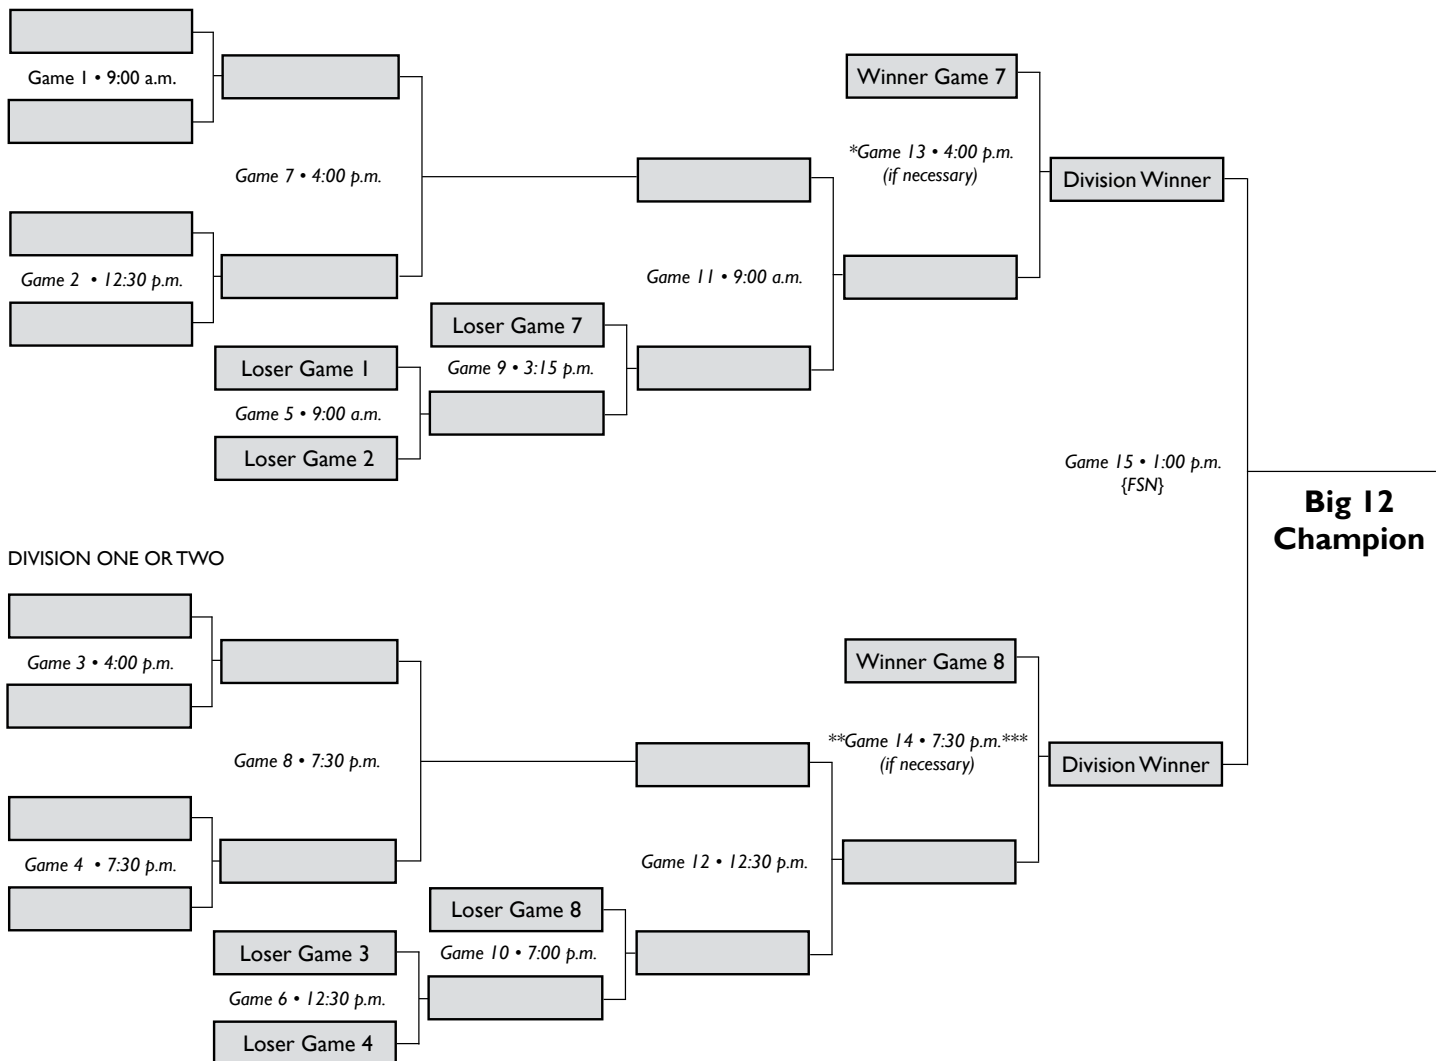 Game 1 • 9:00 a.m.
Winner Game 7
*Game 13 • 4:00 p.m.
(if necessary)
Game 7 • 4:00 p.m.
Division Winner
Game 2 • 12:30 p.m.
Game 11 • 9:00 a.m.
Loser Game 7
Loser Game 1
Game 9 • 3:15 p.m.
Game 5 • 9:00 a.m.
Loser Game 2
Game 15 • 1:00 p.m.
{FSN}
Big 12
Champion
DIVISION ONE OR TWO
Game 3 • 4:00 p.m.
Winner Game 8
**Game 14 • 7:30 p.m.***
(if necessary)
Game 8 • 7:30 p.m.
Division Winner
Game 4 • 7:30 p.m.
Game 12 • 12:30 p.m.
Loser Game 8
Loser Game 3
Game 10 • 7:00 p.m.
Game 6 • 12:30 p.m.
Loser Game 4